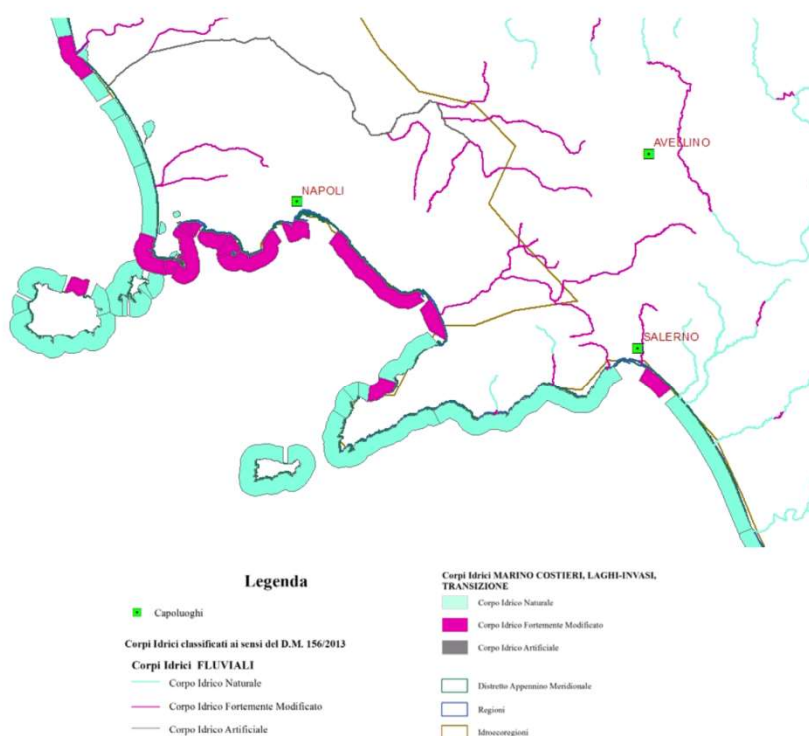 AVELLINO
NAPOLI
SALERNO
Legenda
Capoluoghi
Corpi Idrici classificati ai sensi del D.M. 156/2013
Corpi Idrici FLUVIALI
Corpo Idrico Naturale
Corpo Idrico Fortemente Modificato
Corpo Idrico Artificiale
Corpi Idrici MARINO COSTIERI, LAGHI-INVASI,
TRANSIZIONE
Corpo Idrico Naturale
Corpo Idrico Fortemente Modificato
Corpo Idrico Artificiale
Distretto Appennino Meridionale
Regioni
Idroecoregioni